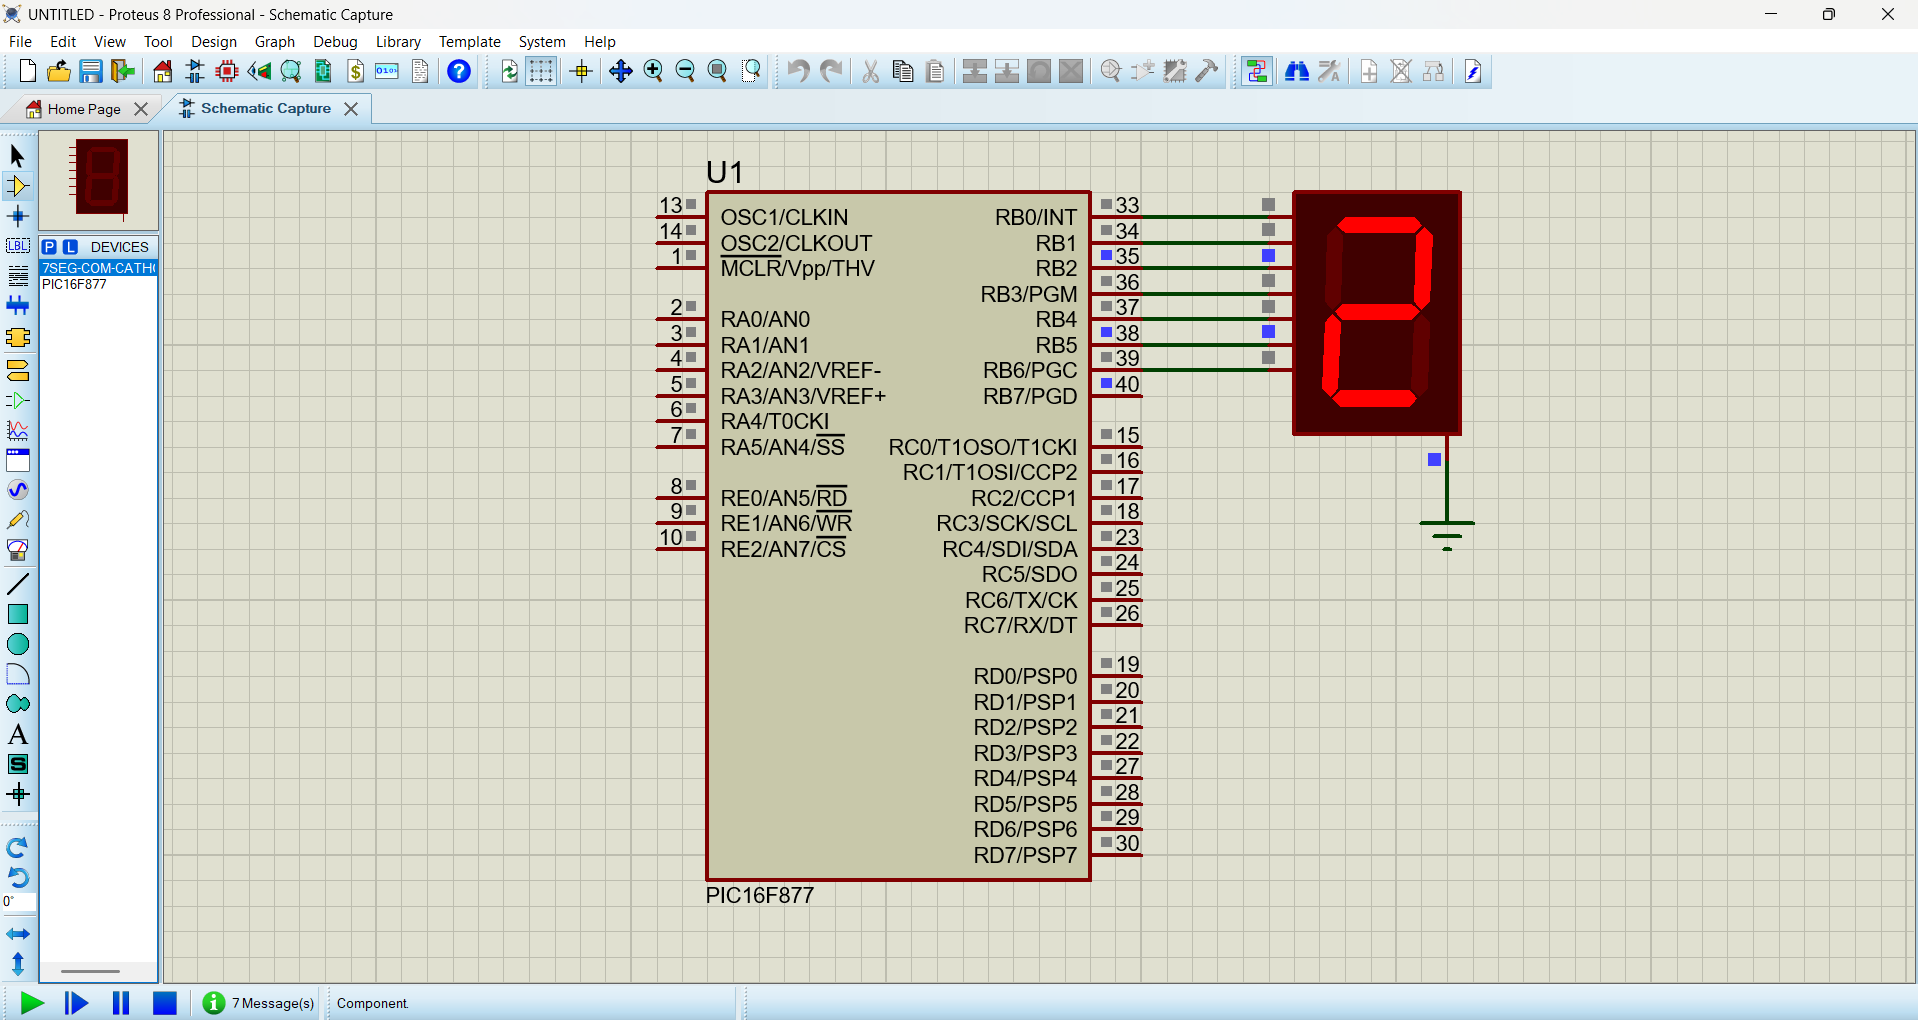 UNTITLED - Proteus 8 Professional - Schematic Capture
File Edit View Tool Design Graph Debug Library Template System Help
Home Page
Schematic Capture
P L DEVICES
7SEG-COM-CATH
PIC16F877
LBL
A
S
0°
U1
13 OSC1/CLKIN
14 OSC2/CLKOUT
1 MCLR/Vpp/THV
2 RA0/AN0
3 RA1/AN1
4 RA2/AN2/VREF-
5 RA3/AN3/VREF+
6 RA4/T0CKI
7 RA5/AN4/SS
8 RE0/AN5/RD
9 RE1/AN6/WR
10 RE2/AN7/CS
RB0/INT 33
RB1 34
RB2 35
RB3/PGM 36
RB4 37
RB5 38
RB6/PGC 39
RB7/PGD 40
RC0/T1OSO/T1CKI 15
RC1/T1OSI/CCP2 16
RC2/CCP1 17
RC3/SCK/SCL 18
RC4/SDI/SDA 23
RC5/SDO 24
RC6/TX/CK 25
RC7/RX/DT 26
RD0/PSP0 19
RD1/PSP1 20
RD2/PSP2 21
RD3/PSP3 22
RD4/PSP4 27
RD5/PSP5 28
RD6/PSP6 29
RD7/PSP7 30
PIC16F877
2
7 Message(s)
Component.